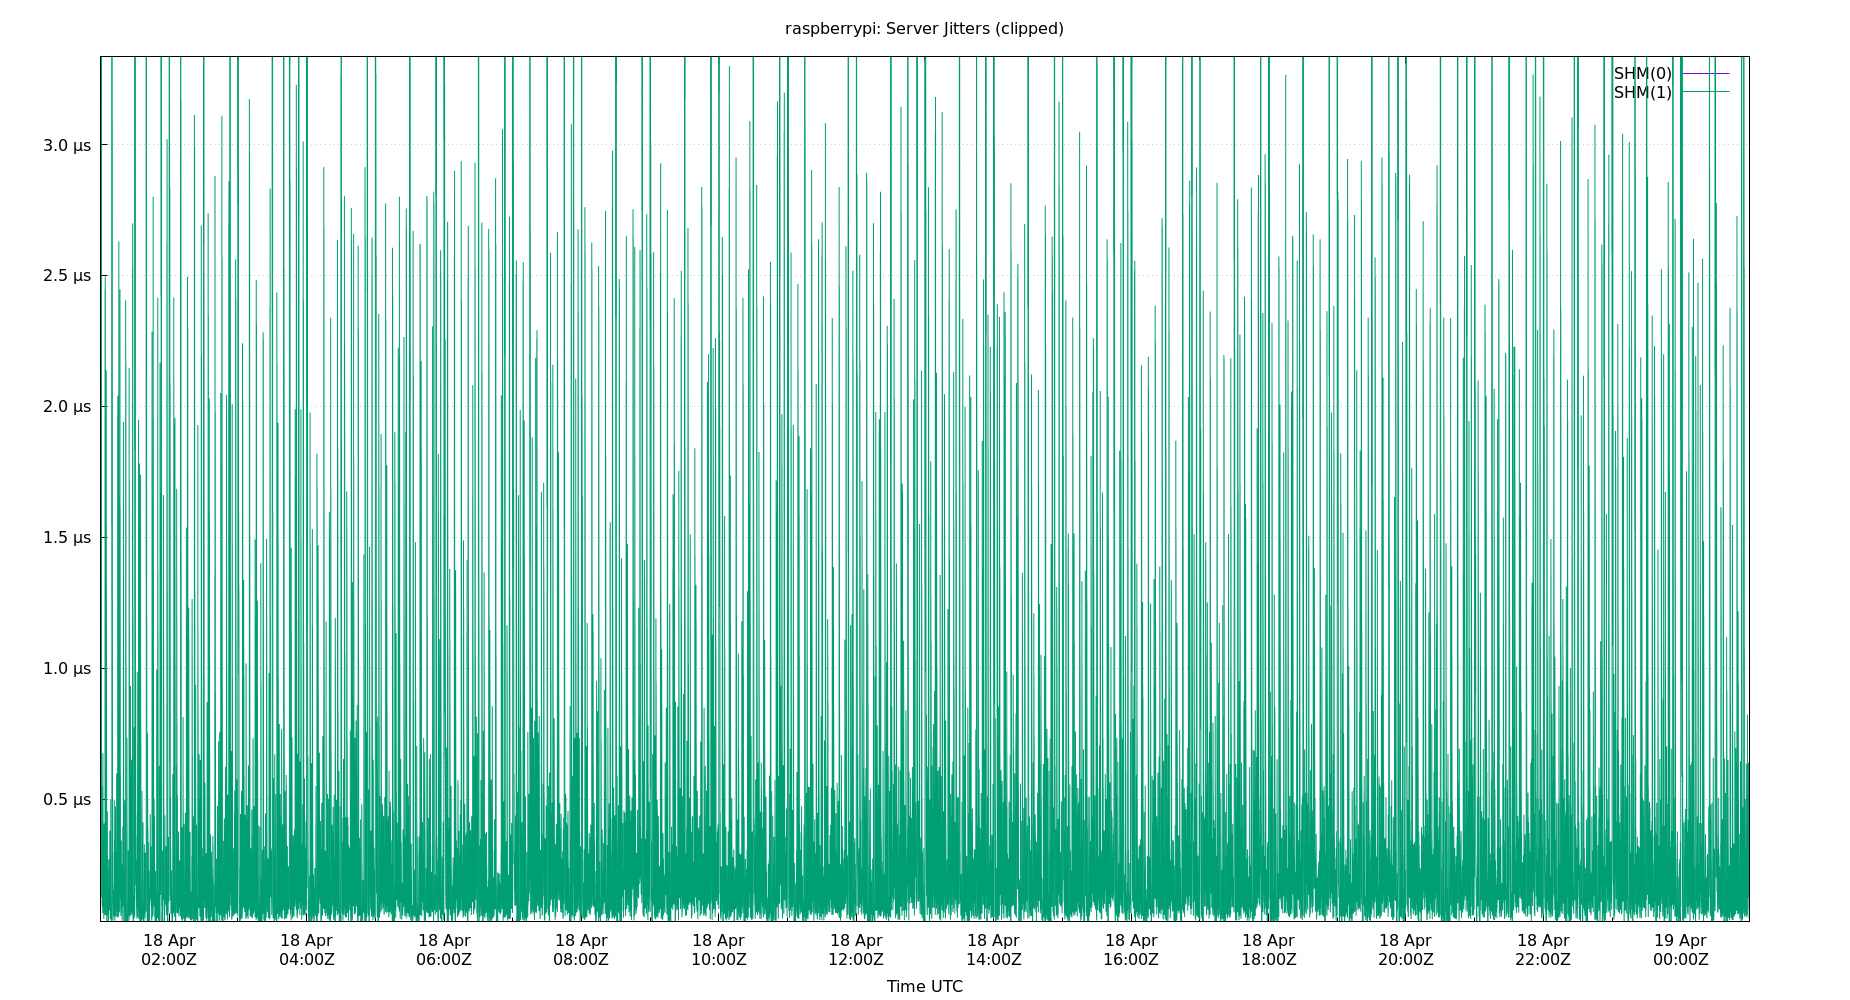 raspberrypi: Server Jitters (clipped)
SHM(0)
SHM(1)
3.0 µs
2.5 µs
2.0 µs
1.5 µs
1.0 µs
0.5 µs
18 Apr 18 Apr 18 Apr 18 Apr 18 Apr 18 Apr 18 Apr 18 Apr 18 Apr 18 Apr 18 Apr 19 Apr
02:00Z 04:00Z 06:00Z 08:00Z 10:00Z 12:00Z 14:00Z 16:00Z 18:00Z 20:00Z 22:00Z 00:00Z
Time UTC